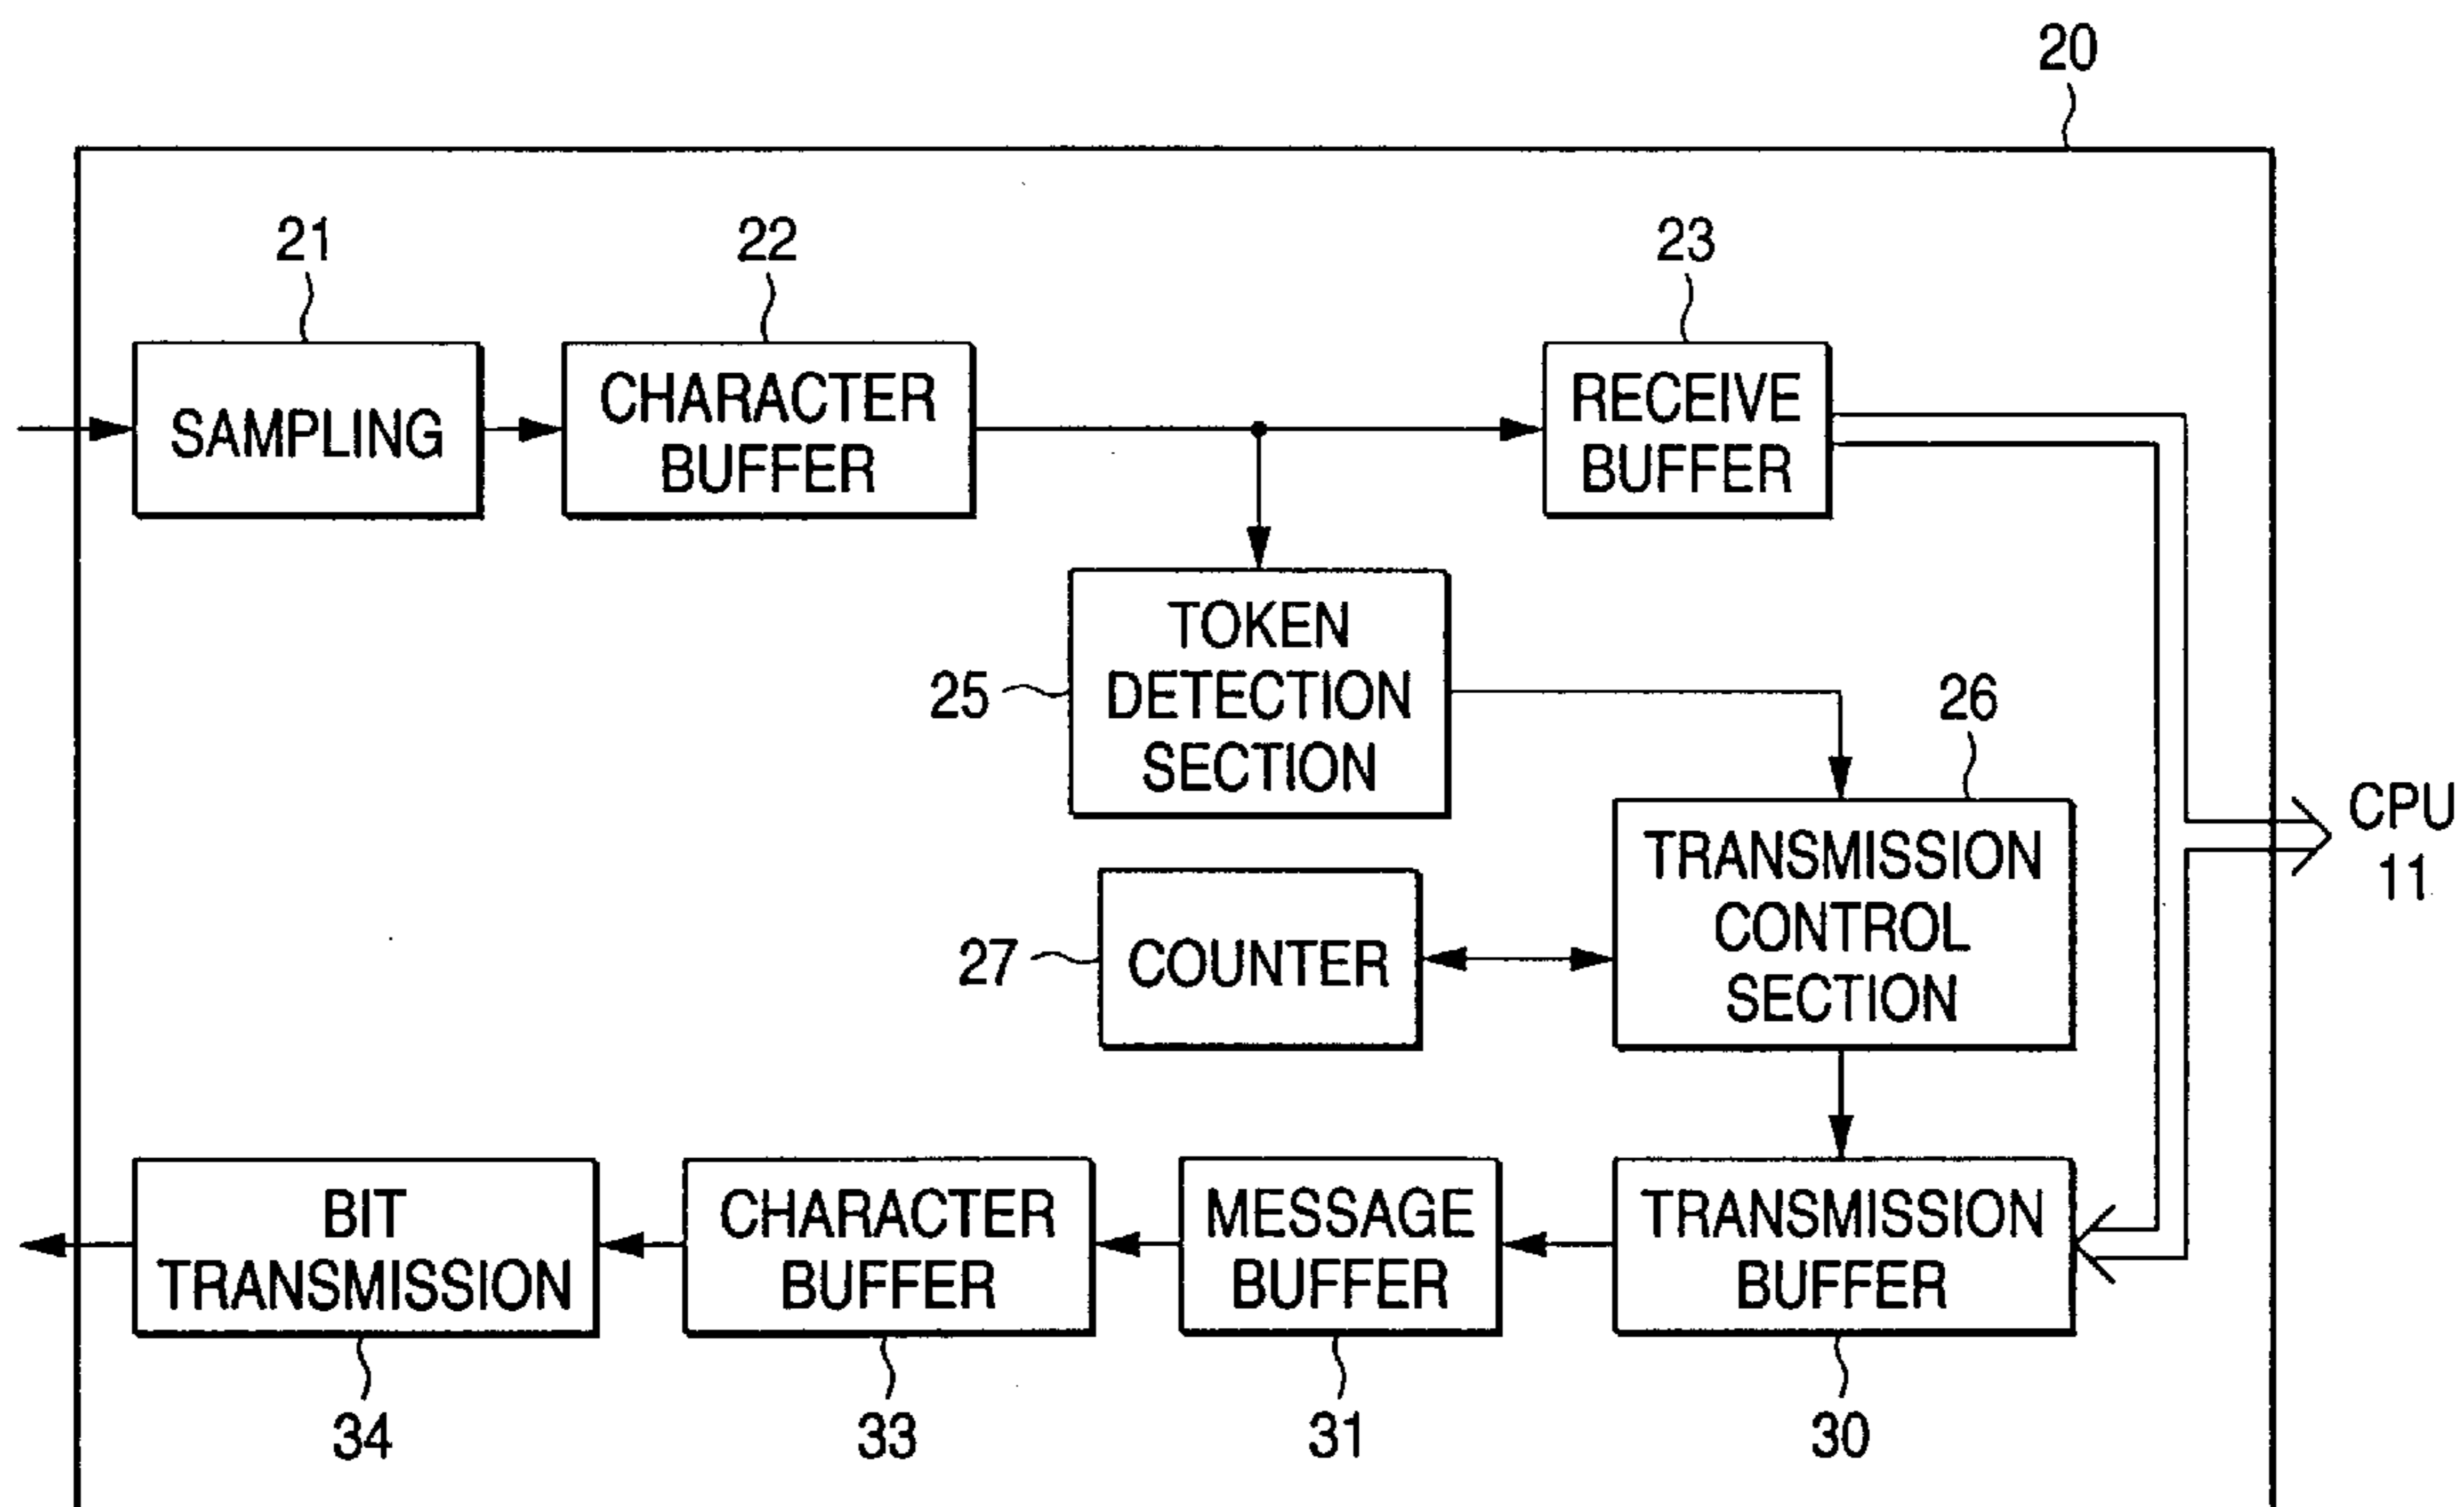 20
21
22
23
SAMPLING
CHARACTER
BUFFER
RECEIVE
BUFFER
TOKEN
DETECTION
SECTION
25
26
CPU
11
TRANSMISSION
CONTROL
SECTION
27
COUNTER
BIT
TRANSMISSION
CHARACTER
BUFFER
MESSAGE
BUFFER
TRANSMISSION
BUFFER
34
33
31
30